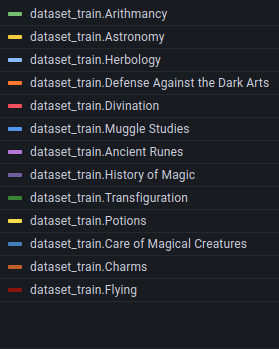 dataset_train.Arithmancy
dataset_train.Astronomy
dataset_train.Herbology
dataset_train.Defense Against the Dark Arts
dataset_train.Divination
dataset_train.Muggle Studies
dataset_train.Ancient Runes
dataset_train.History of Magic
dataset_train.Transfiguration
dataset_train.Potions
dataset_train.Care of Magical Creatures
dataset_train.Charms
dataset_train.Flying